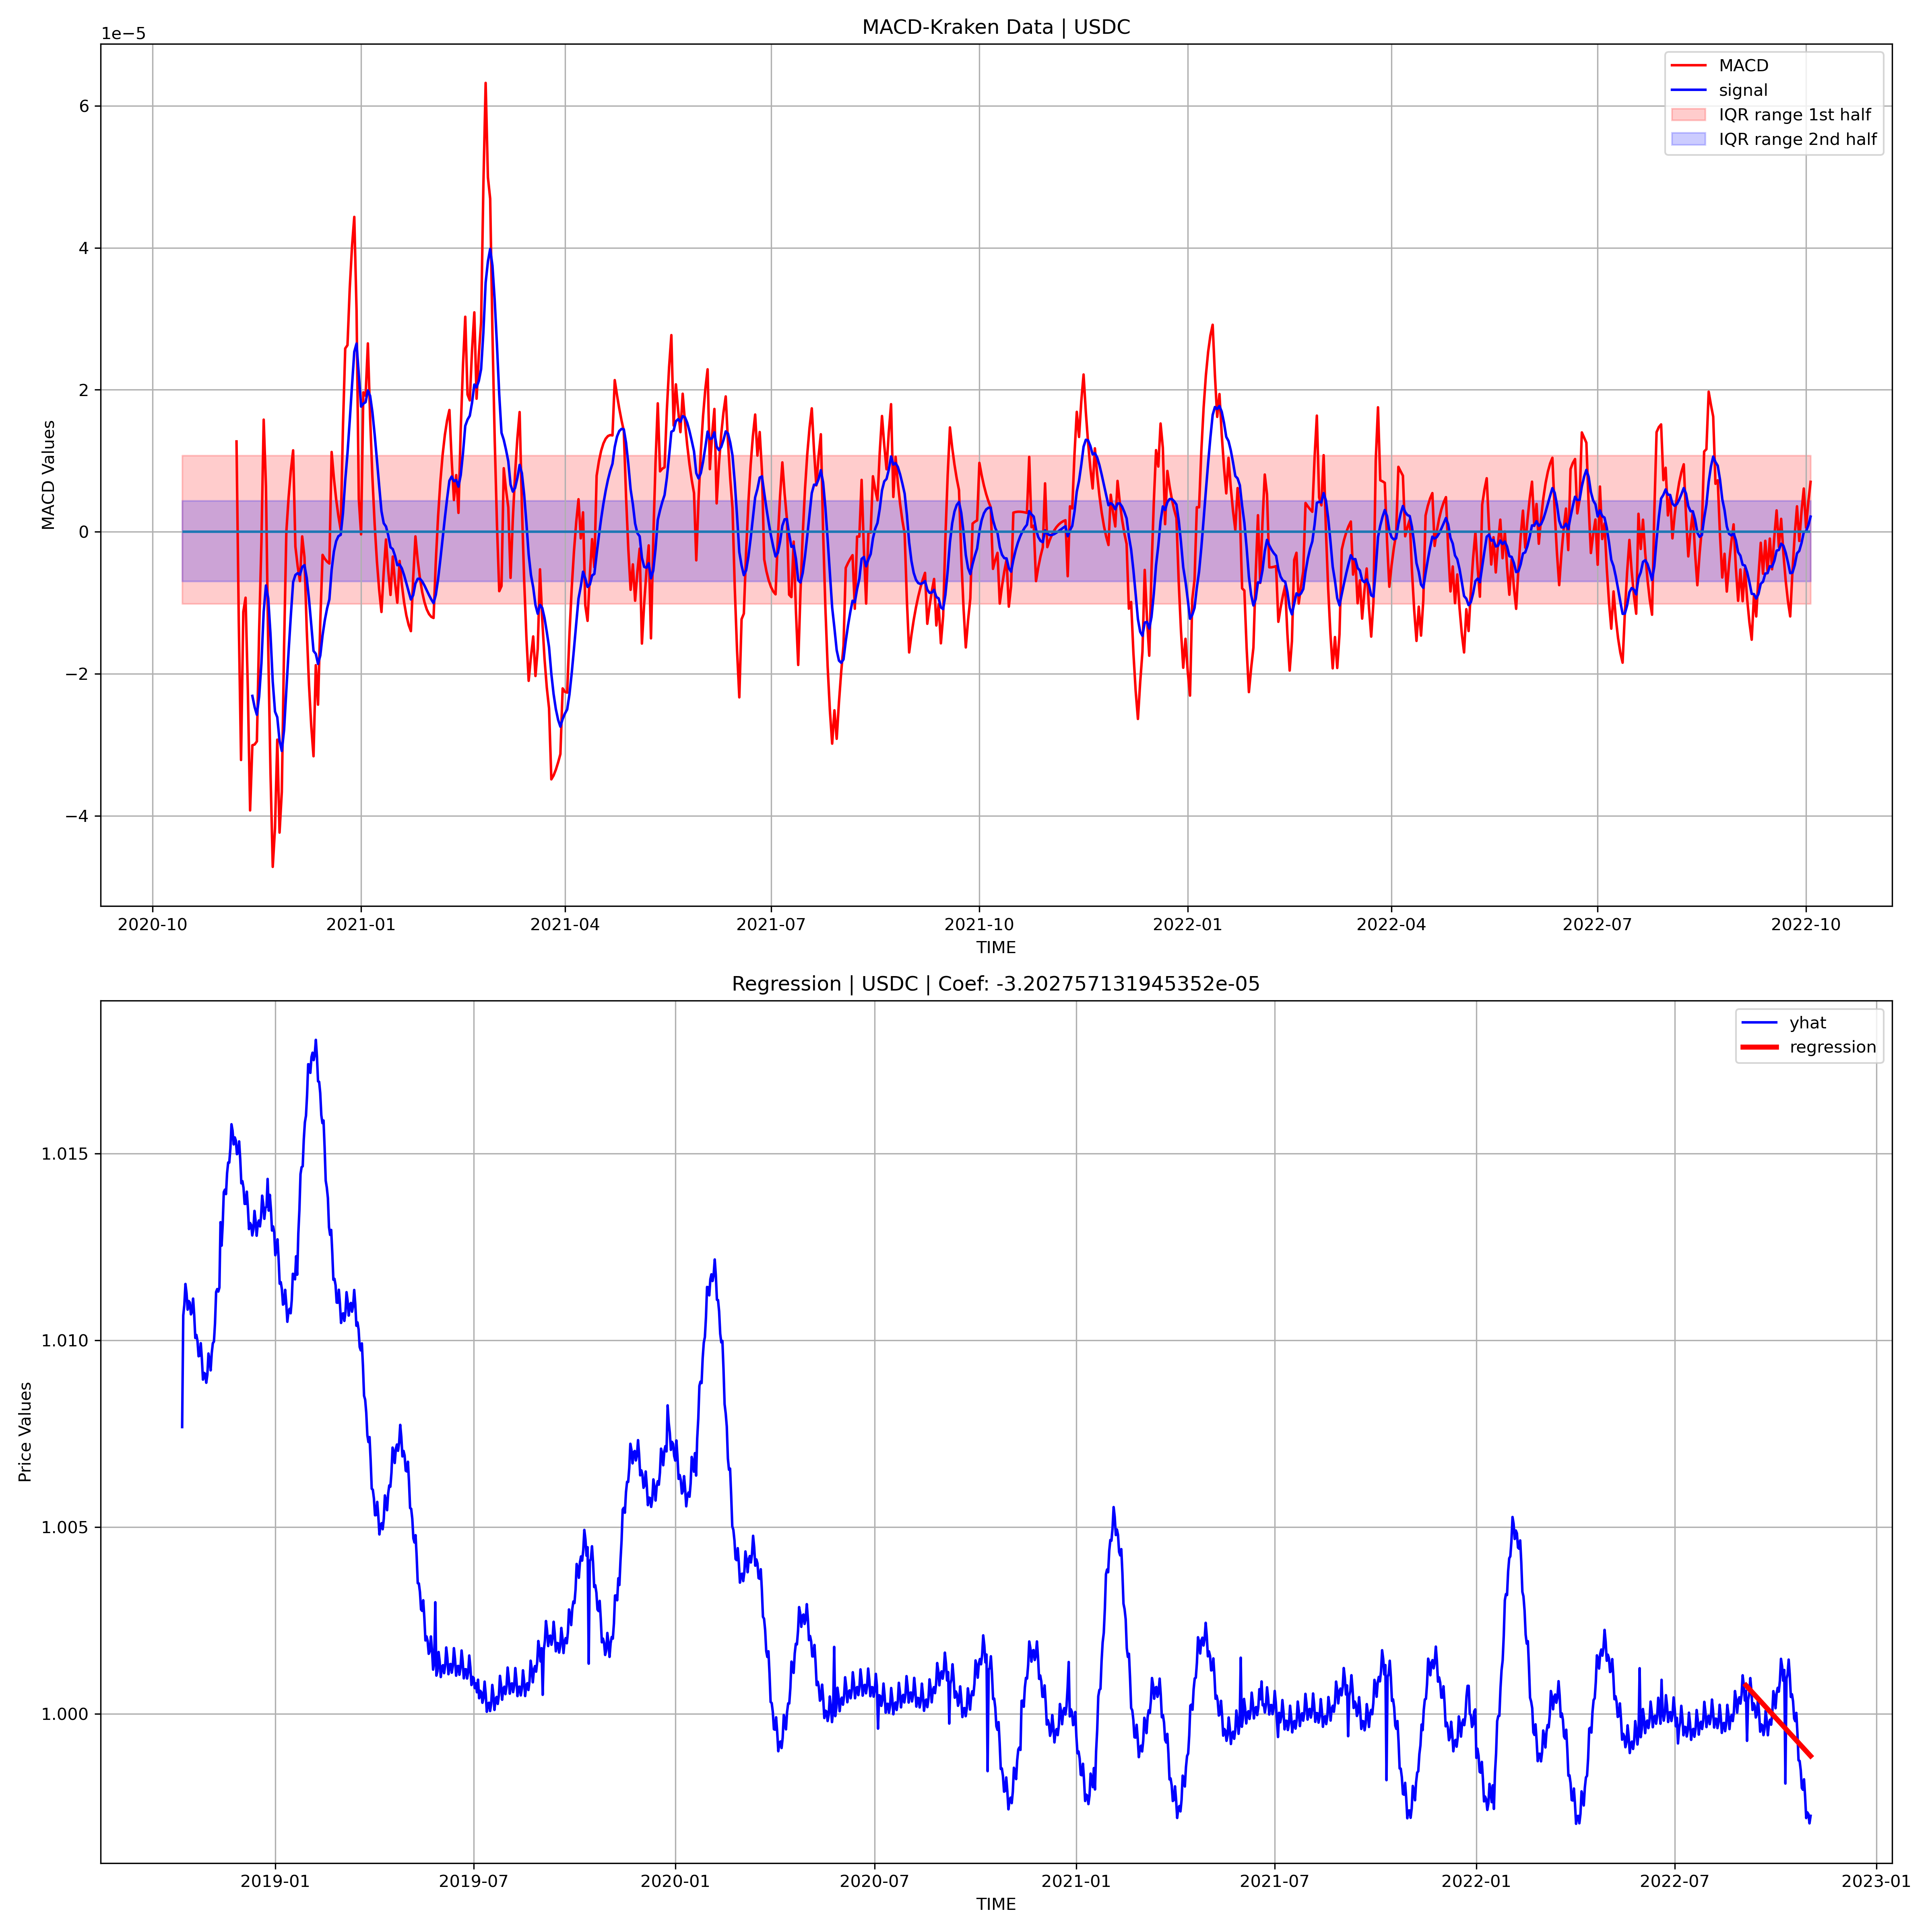 MACD-Kraken Data | USDC
1e−5
MACD
signal
IQR range 1st half
IQR range 2nd half
6
4
2
0
−2
−4
MACD Values
2020-10 2021-01 2021-04 2021-07 2021-10 2022-01 2022-04 2022-07 2022-10
TIME
Regression | USDC | Coef: -3.202757131945352e-05
yhat
regression
1.015
1.010
1.005
1.000
Price Values
2019-01 2019-07 2020-01 2020-07 2021-01 2021-07 2022-01 2022-07 2023-01
TIME